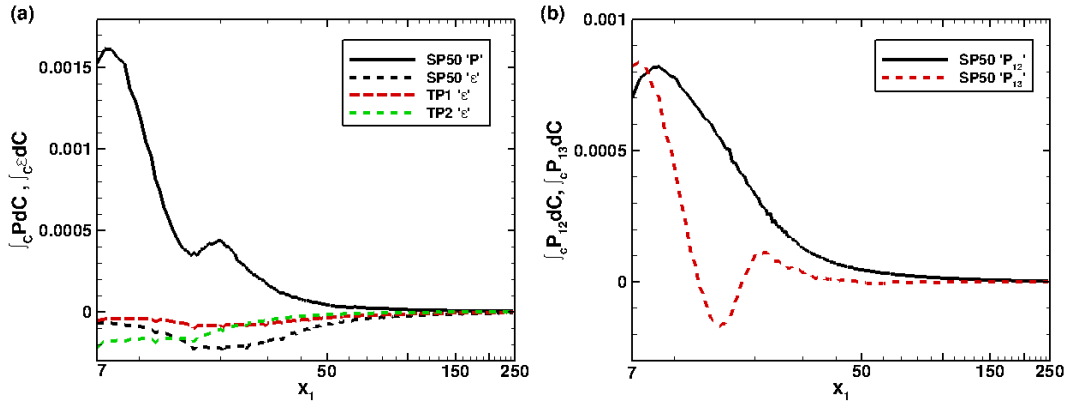 (a)
SP50 'P'
SP50 'ε'
TP1 'ε'
TP2 'ε'
0.0015
0.001
0.0005
0
∫CPdC , ∫CεdC
7
50
150
250
x1
(b)
SP50 'P12'
SP50 'P13'
0.001
0.0005
0
∫cP12dC, ∫cP13dC
7
50
150
250
x1